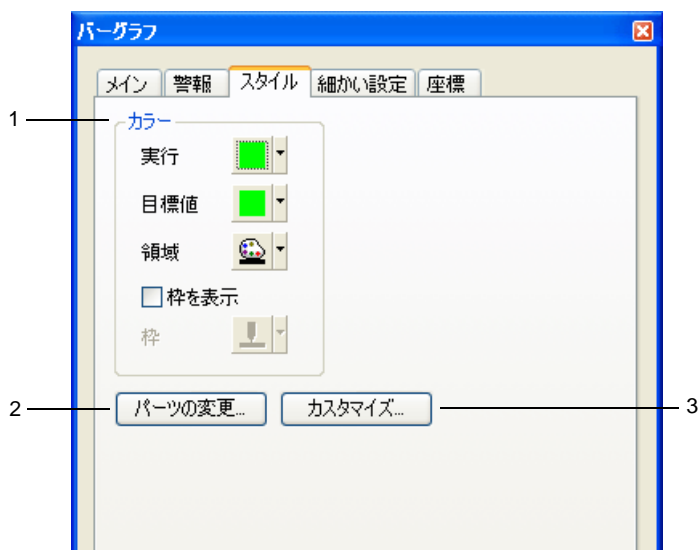 バーグラフ
メイン 警報 スタイル 細かい設定 座標
1
カラー
実行
目標値
領域
枠を表示
枠
2
パーツの変更...
カスタマイズ...
3